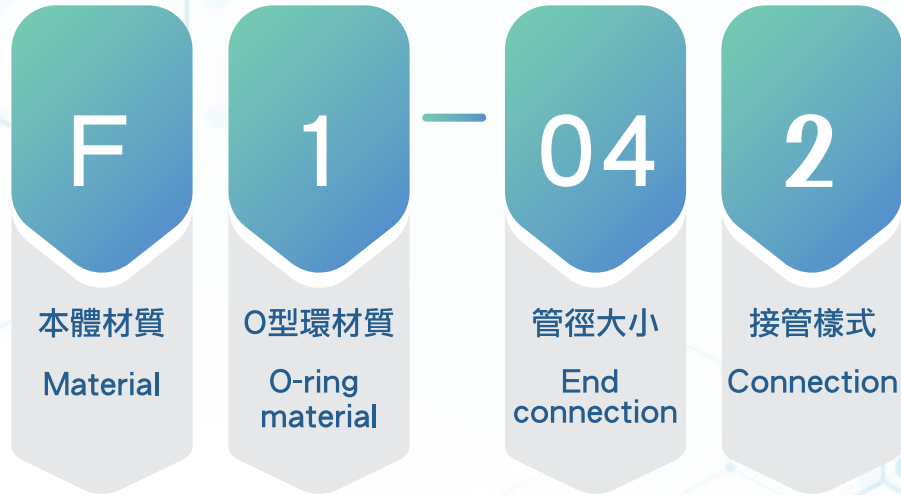 F
1
04
2
本體材質
Material
O型環材質
O-ring
material
管徑大小
End
connection
接管樣式
Connection